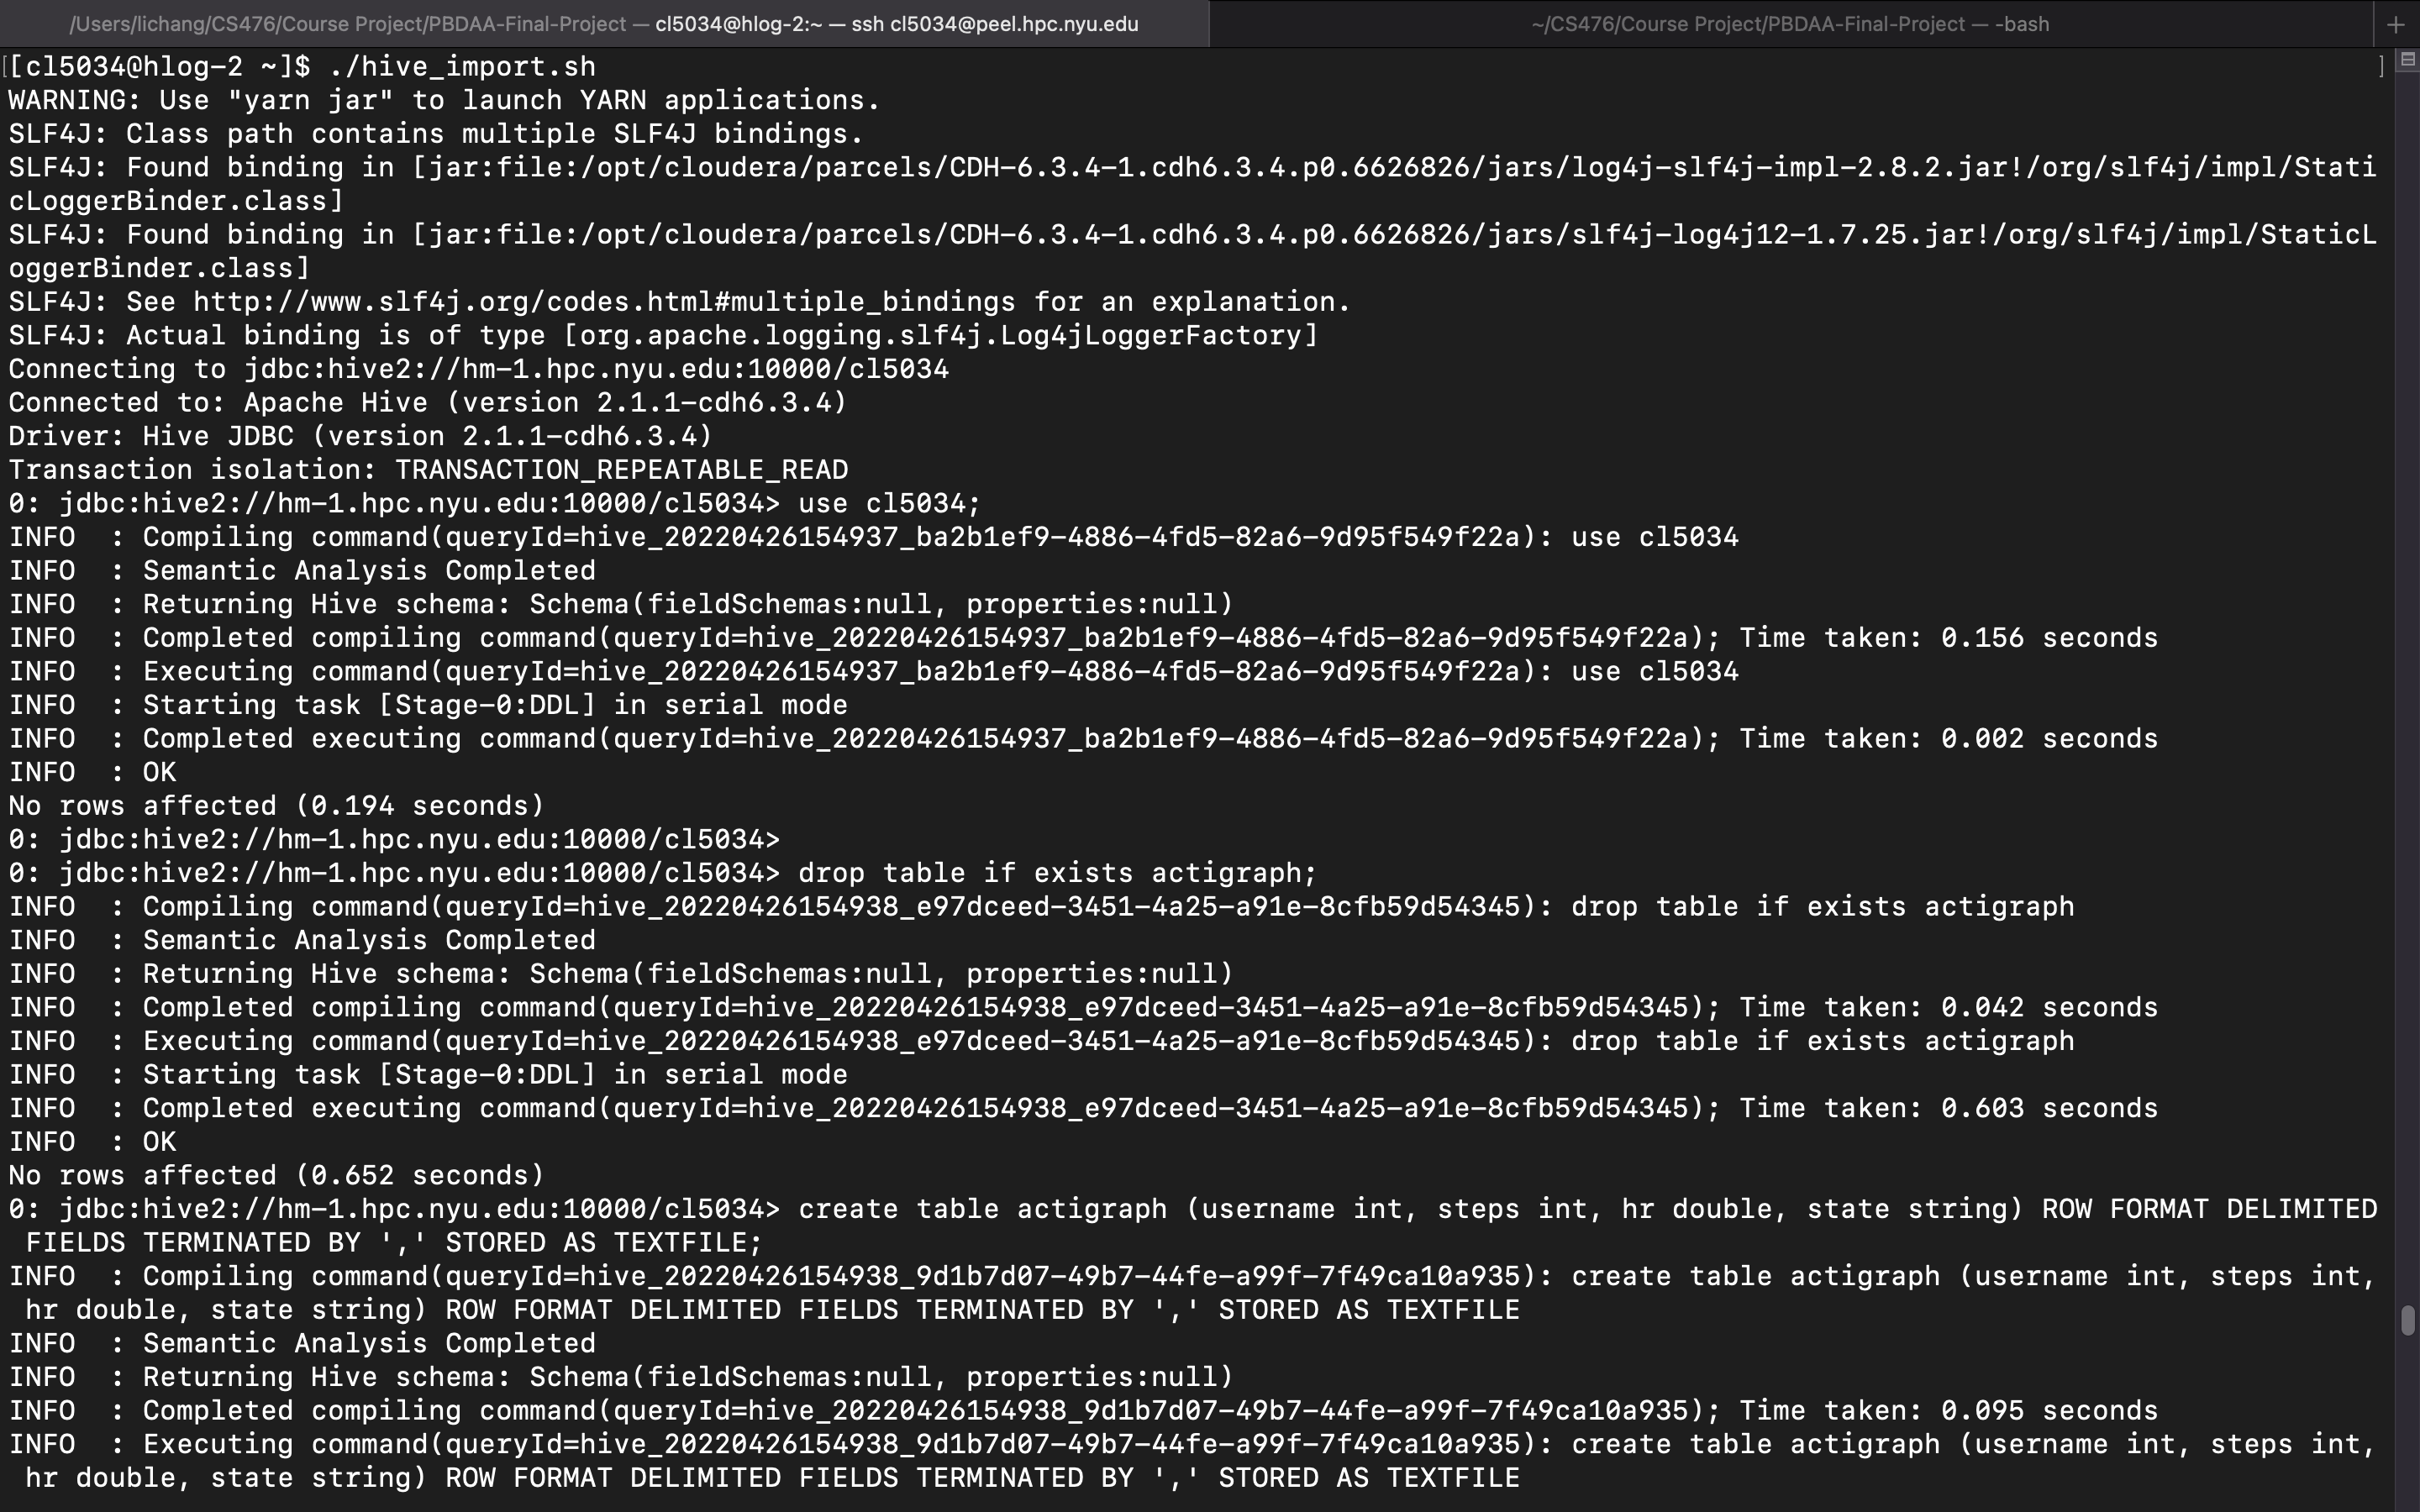 /Users/lichang/CS476/Course Project/PBDAA-Final-Project — cl5034@hlog-2:~ — ssh cl5034@peel.hpc.nyu.edu
~/CS476/Course Project/PBDAA-Final-Project — -bash
[[cl5034@hlog-2 ~]$ ./hive_import.sh ]
WARNING: Use "yarn jar" to launch YARN applications.
SLF4J: Class path contains multiple SLF4J bindings.
SLF4J: Found binding in [jar:file:/opt/cloudera/parcels/CDH-6.3.4-1.cdh6.3.4.p0.6626826/jars/log4j-slf4j-impl-2.8.2.jar!/org/slf4j/impl/Stati
cLoggerBinder.class]
SLF4J: Found binding in [jar:file:/opt/cloudera/parcels/CDH-6.3.4-1.cdh6.3.4.p0.6626826/jars/slf4j-log4j12-1.7.25.jar!/org/slf4j/impl/StaticL
oggerBinder.class]
SLF4J: See http://www.slf4j.org/codes.html#multiple_bindings for an explanation.
SLF4J: Actual binding is of type [org.apache.logging.slf4j.Log4jLoggerFactory]
Connecting to jdbc:hive2://hm-1.hpc.nyu.edu:10000/cl5034
Connected to: Apache Hive (version 2.1.1-cdh6.3.4)
Driver: Hive JDBC (version 2.1.1-cdh6.3.4)
Transaction isolation: TRANSACTION_REPEATABLE_READ
0: jdbc:hive2://hm-1.hpc.nyu.edu:10000/cl5034> use cl5034;
INFO  : Compiling command(queryId=hive_20220426154937_ba2b1ef9-4886-4fd5-82a6-9d95f549f22a): use cl5034
INFO  : Semantic Analysis Completed
INFO  : Returning Hive schema: Schema(fieldSchemas:null, properties:null)
INFO  : Completed compiling command(queryId=hive_20220426154937_ba2b1ef9-4886-4fd5-82a6-9d95f549f22a); Time taken: 0.156 seconds
INFO  : Executing command(queryId=hive_20220426154937_ba2b1ef9-4886-4fd5-82a6-9d95f549f22a): use cl5034
INFO  : Starting task [Stage-0:DDL] in serial mode
INFO  : Completed executing command(queryId=hive_20220426154937_ba2b1ef9-4886-4fd5-82a6-9d95f549f22a); Time taken: 0.002 seconds
INFO  : OK
No rows affected (0.194 seconds)
0: jdbc:hive2://hm-1.hpc.nyu.edu:10000/cl5034>
0: jdbc:hive2://hm-1.hpc.nyu.edu:10000/cl5034> drop table if exists actigraph;
INFO  : Compiling command(queryId=hive_20220426154938_e97dceed-3451-4a25-a91e-8cfb59d54345): drop table if exists actigraph
INFO  : Semantic Analysis Completed
INFO  : Returning Hive schema: Schema(fieldSchemas:null, properties:null)
INFO  : Completed compiling command(queryId=hive_20220426154938_e97dceed-3451-4a25-a91e-8cfb59d54345); Time taken: 0.042 seconds
INFO  : Executing command(queryId=hive_20220426154938_e97dceed-3451-4a25-a91e-8cfb59d54345): drop table if exists actigraph
INFO  : Starting task [Stage-0:DDL] in serial mode
INFO  : Completed executing command(queryId=hive_20220426154938_e97dceed-3451-4a25-a91e-8cfb59d54345); Time taken: 0.603 seconds
INFO  : OK
No rows affected (0.652 seconds)
0: jdbc:hive2://hm-1.hpc.nyu.edu:10000/cl5034> create table actigraph (username int, steps int, hr double, state string) ROW FORMAT DELIMITED
 FIELDS TERMINATED BY ',' STORED AS TEXTFILE;
INFO  : Compiling command(queryId=hive_20220426154938_9d1b7d07-49b7-44fe-a99f-7f49ca10a935): create table actigraph (username int, steps int,
 hr double, state string) ROW FORMAT DELIMITED FIELDS TERMINATED BY ',' STORED AS TEXTFILE
INFO  : Semantic Analysis Completed
INFO  : Returning Hive schema: Schema(fieldSchemas:null, properties:null)
INFO  : Completed compiling command(queryId=hive_20220426154938_9d1b7d07-49b7-44fe-a99f-7f49ca10a935); Time taken: 0.095 seconds
INFO  : Executing command(queryId=hive_20220426154938_9d1b7d07-49b7-44fe-a99f-7f49ca10a935): create table actigraph (username int, steps int,
 hr double, state string) ROW FORMAT DELIMITED FIELDS TERMINATED BY ',' STORED AS TEXTFILE